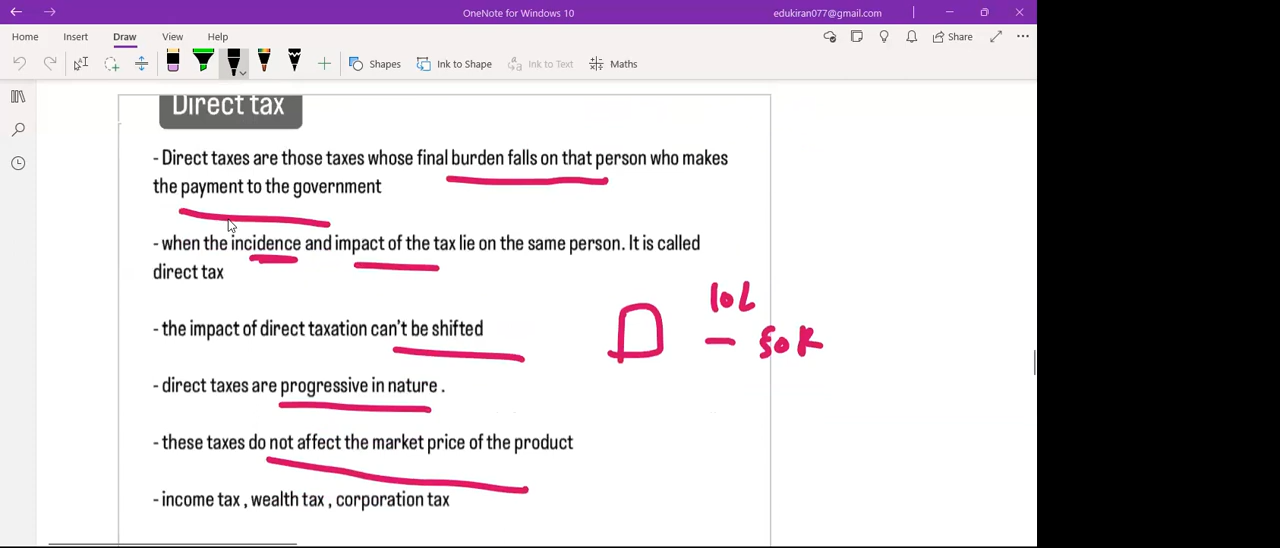 OneNote for Windows 10
edukiran077@gmail.com
Home Insert Draw View Help
Share
Shapes Ink to Shape Ink to Text Maths
Direct tax
- Direct taxes are those taxes whose final burden falls on that person who makes
the payment to the government
- when the incidence and impact of the tax lie on the same person. It is called
direct tax
10L
- the impact of direct taxation can't be shifted
- 50K
- direct taxes are progressive in nature .
- these taxes do not affect the market price of the product
- income tax , wealth tax , corporation tax